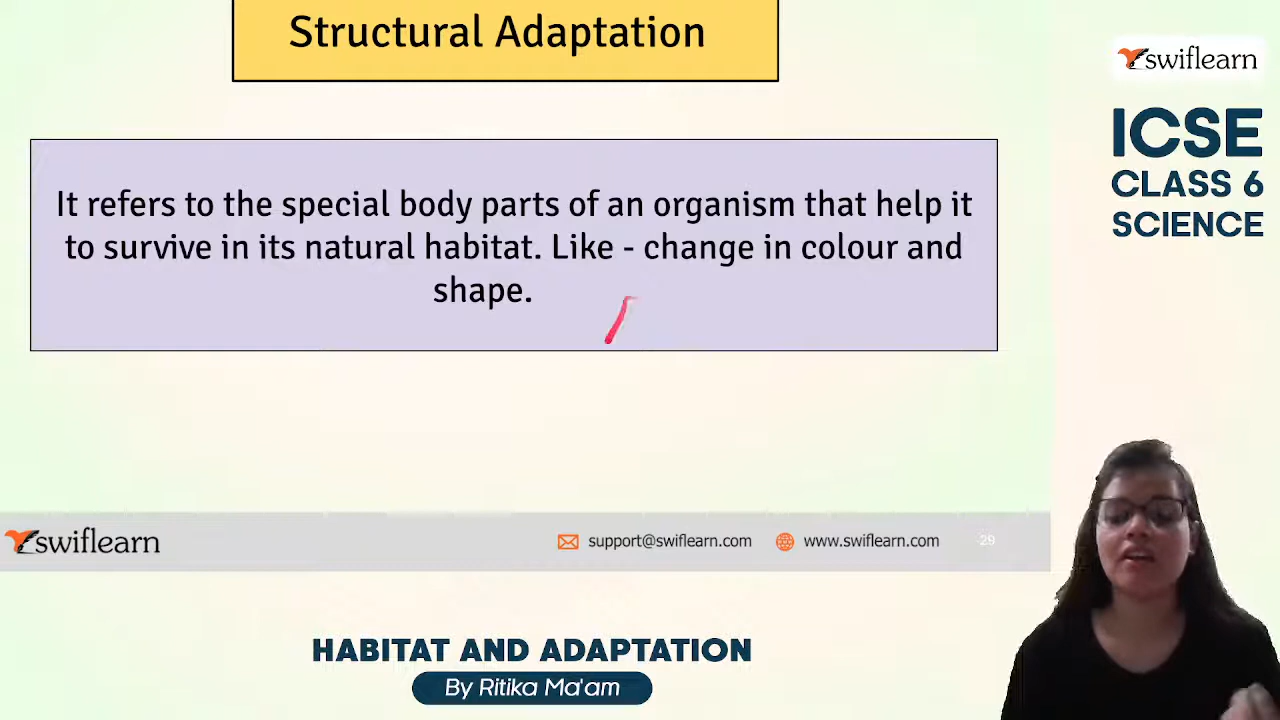 Structural Adaptation
swiflearn
ICSE
CLASS 6
SCIENCE
It refers to the special body parts of an organism that help it
to survive in its natural habitat. Like - change in colour and
shape.
swiflearn
support@swiflearn.com
www.swiflearn.com
29
HABITAT AND ADAPTATION
By Ritika Ma'am